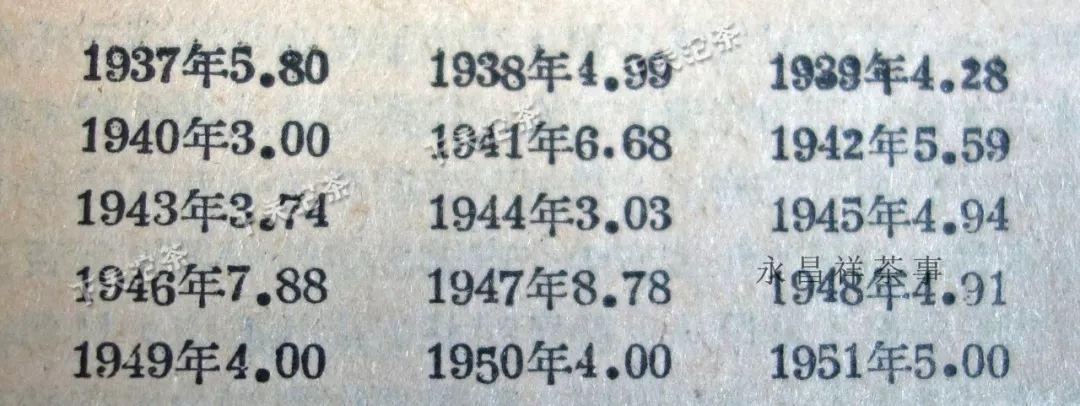 1937年5.80 1938年4.99 1939年4.28
1940年3.00 1941年6.68 1942年5.59
1943年3.74 1944年3.03 1945年4.94
1946年7.88 1947年8.78 1948年4.91
永昌祥茶事
1949年4.00 1950年4.00 1951年5.00